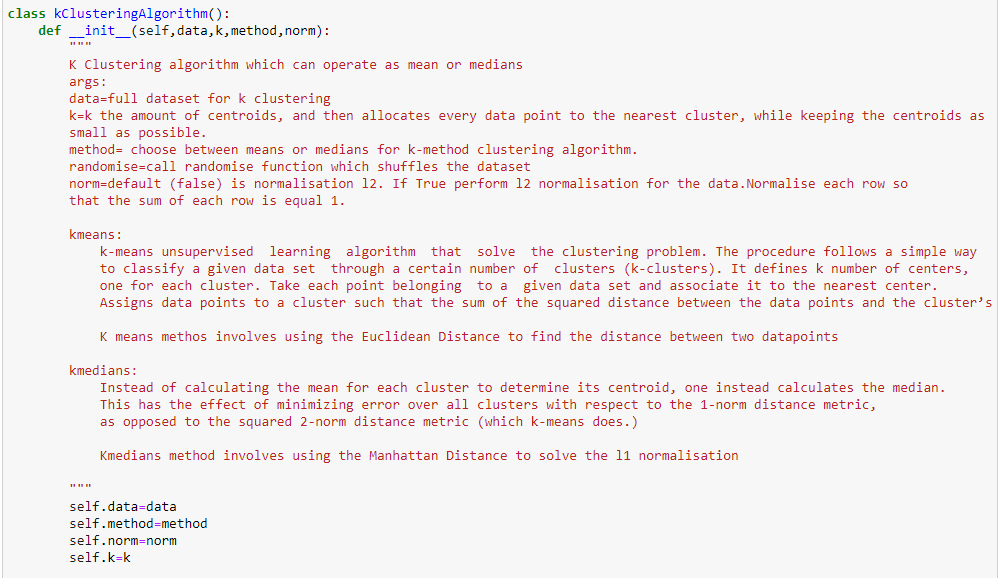 class kClusteringAlgorithm():
def __init__(self,data,k,method,norm):
"""
K Clustering algorithm which can operate as mean or medians
args:
data=full dataset for k clustering
k=k the amount of centroids, and then allocates every data point to the nearest cluster, while keeping the centroids as
small as possible.
method= choose between means or medians for k-method clustering algorithm.
randomise=call randomise function which shuffles the dataset
norm=default (false) is normalisation l2. If True perform l2 normalisation for the data.Normalise each row so
that the sum of each row is equal 1.
kmeans:
k-means unsupervised  learning  algorithm  that  solve  the clustering problem. The procedure follows a simple way
to classify a given data set  through a certain number of  clusters (k-clusters). It defines k number of centers,
one for each cluster. Take each point belonging  to a  given data set and associate it to the nearest center.
Assigns data points to a cluster such that the sum of the squared distance between the data points and the cluster’s
K means methos involves using the Euclidean Distance to find the distance between two datapoints
kmedians:
Instead of calculating the mean for each cluster to determine its centroid, one instead calculates the median.
This has the effect of minimizing error over all clusters with respect to the 1-norm distance metric,
as opposed to the squared 2-norm distance metric (which k-means does.)
Kmedians method involves using the Manhattan Distance to solve the l1 normalisation
"""
self.data=data
self.method=method
self.norm=norm
self.k=k